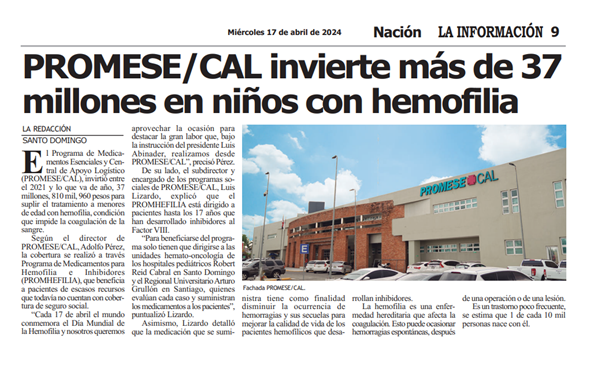 Miércoles 17 de abril de 2024
Nación
LA INFORMACIÓN 9
PROMESE/CAL invierte más de 37
millones en niños con hemofilia
LA REDACCIÓN
SANTO DOMINGO
El Programa de Medica-
mentos Esenciales y Cen-
tral de Apoyo Logístico
(PROMESE/CAL), invirtió entre
el 2021 y lo que va de año, 37
millones, 810 mil, 960 pesos para
suplir el tratamiento a menores
de edad con hemofilia, condición
que impide la coagulación de la
sangre.
Según el director de
PROMESE/CAL, Adolfo Pérez,
la cobertura se realizó a través
Programa de Medicamentos para
Hemofilia e Inhibidores
(PROMHEFILIA), que beneficia
a pacientes de escasos recursos
que todavía no cuentan con cober-
tura de seguro.
“Cada 17 de abril el mundo
conmemora el Día Mundial de
la Hemofilia y nosotros queremos
aprovechar la ocasión para
destacar la gran labor que, bajo
la instrucción del presidente Luis
Abinader, realizamos desde
PROMESE/CAL”, precisó Pérez.
De su lado, el subdirector y
encargado de los programas so-
ciales de PROMESE/CAL, Luis
Lizardo, explicó que el
PROMHEFILIA está dirigido a
pacientes hasta los 17 años que
han desarrollado inhibidores al
Factor VIII.
“Para beneficiarse del progra-
ma solo tienen que dirigirse a las
unidades hemato-oncología de
los hospitales pediátricos Robert
Reid Cabral en Santo Domingo
y el Regional Universitario Arturo
Grullón en Santiago, quienes
evalúan cada caso y suministran
los medicamentos a los pacientes”,
puntualizó Lizardo.
Asimismo, Lizardo detalló
que la medicación que se sumi-
PROMESE CAL
Fachada PROMESE/CAL.
nistra tiene como finalidad
disminuir la ocurrencia de
hemorragias y sus secuelas para
mejorar la calidad de vida de los
pacientes hemofílicos que desa-
rrollan inhibidores.
La hemofilia es una enfer-
medad hereditaria que afecta la
coagulación. Esto puede ocasionar
hemorragias espontáneas, después
de una operación o de una lesión.
Es un trastorno poco frecuente,
se estima que 1 de cada 10 mil
personas nace con él.